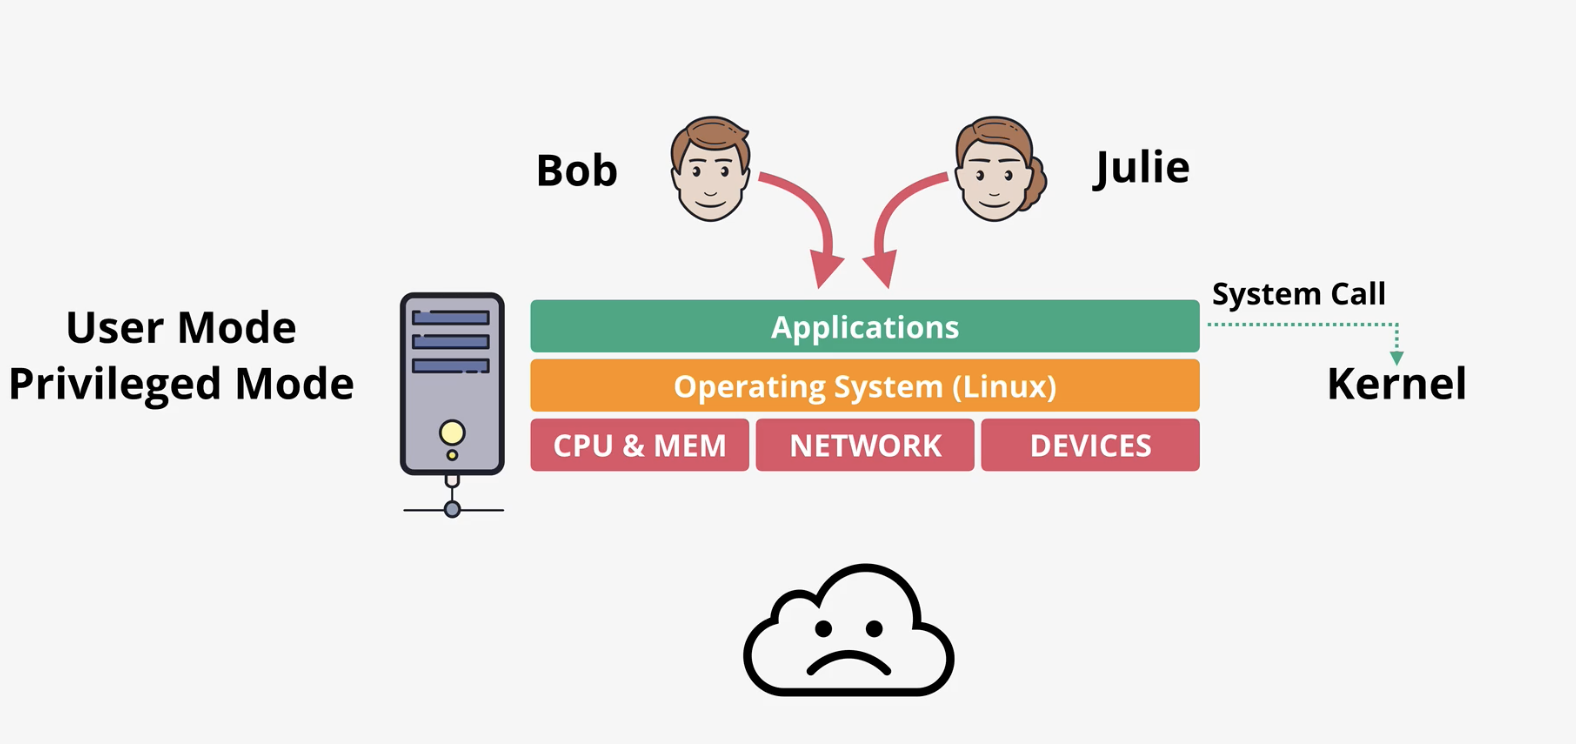 Bob
Julie
System Call
User Mode
Applications
Privileged Mode
Operating System (Linux)
Kernel
CPU & MEM
NETWORK
DEVICES